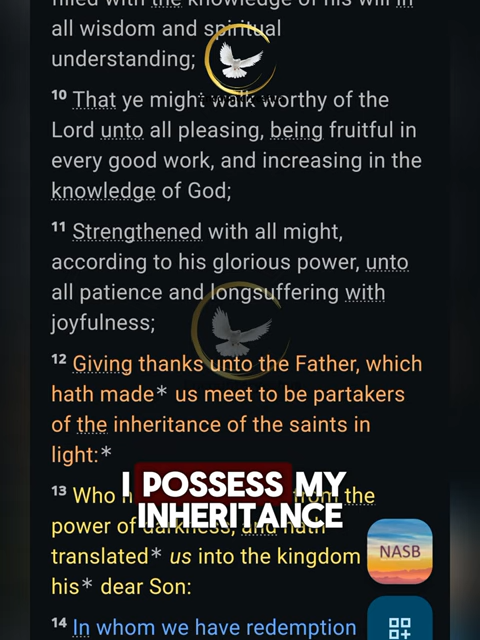 filled with the knowledge of his will in
all wisdom and spiritual
understanding;
10 That ye might walk worthy of the
Lord unto all pleasing, being fruitful in
every good work, and increasing in the
knowledge of God;
11 Strengthened with all might,
according to his glorious power, unto
all patience and longsuffering with
joyfulness;
12 Giving thanks unto the Father, which
hath made* us meet to be partakers
of the inheritance of the saints in
light:*
I POSSESS MY
INHERITANCE
13 Who from the
power of darkness, and hath
translated* us into the kingdom
his* dear Son:
NASB
14 In whom we have redemption